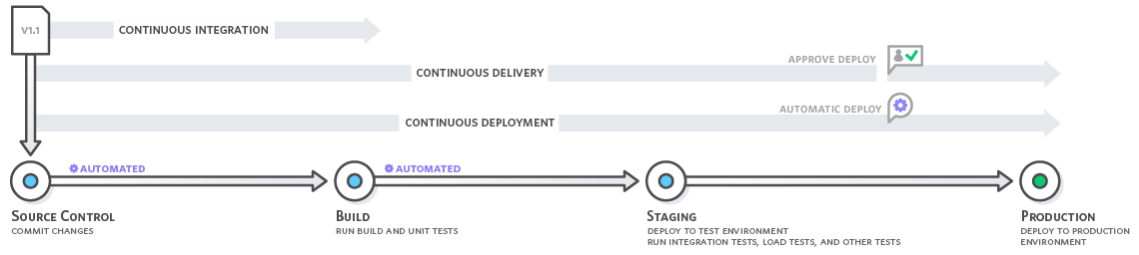 V1.1
CONTINUOUS INTEGRATION
APPROVE DEPLOY
CONTINUOUS DELIVERY
AUTOMATIC DEPLOY
CONTINUOUS DEPLOYMENT
AUTOMATED
AUTOMATED
SOURCE CONTROL
COMMIT CHANGES
BUILD
RUN BUILD AND UNIT TESTS
STAGING
DEPLOY TO TEST ENVIRONMENT
RUN INTEGRATION TESTS, LOAD TESTS, AND OTHER TESTS
PRODUCTION
DEPLOY TO PRODUCTION
ENVIRONMENT